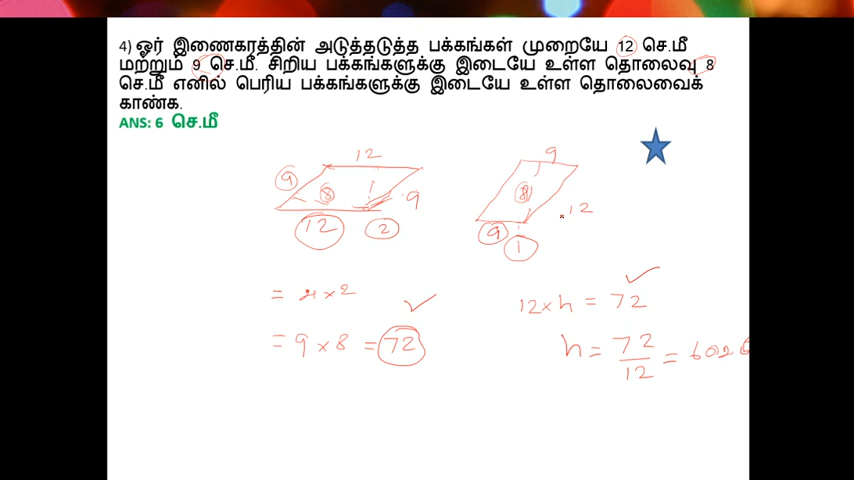 4) ஓர் இணைகரத்தின் அடுத்தடுத்த பக்கங்கள் முறையே 12 செ.மீ
மற்றும் 9 செ.மீ. சிறிய பக்கங்களுக்கு இடையே உள்ள தொலைவு 8
செ.மீ எனில் பெரிய பக்கங்களுக்கு இடையே உள்ள தொலைவைக்
காண்க.
ANS: 6 செ.மீ
12
9
8
9
12
2
9
8
12
9
1
12 x h = 72
= 9 x 8 = 72
h = 72/12 =